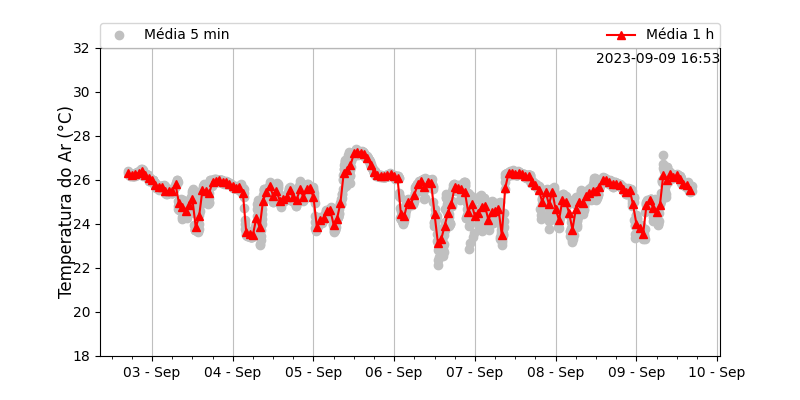 Média 5 min
Média 1 h
2023-09-09 16:53
Temperatura do Ar (°C)
32
30
28
26
24
22
20
18
03 - Sep
04 - Sep
05 - Sep
06 - Sep
07 - Sep
08 - Sep
09 - Sep
10 - Sep